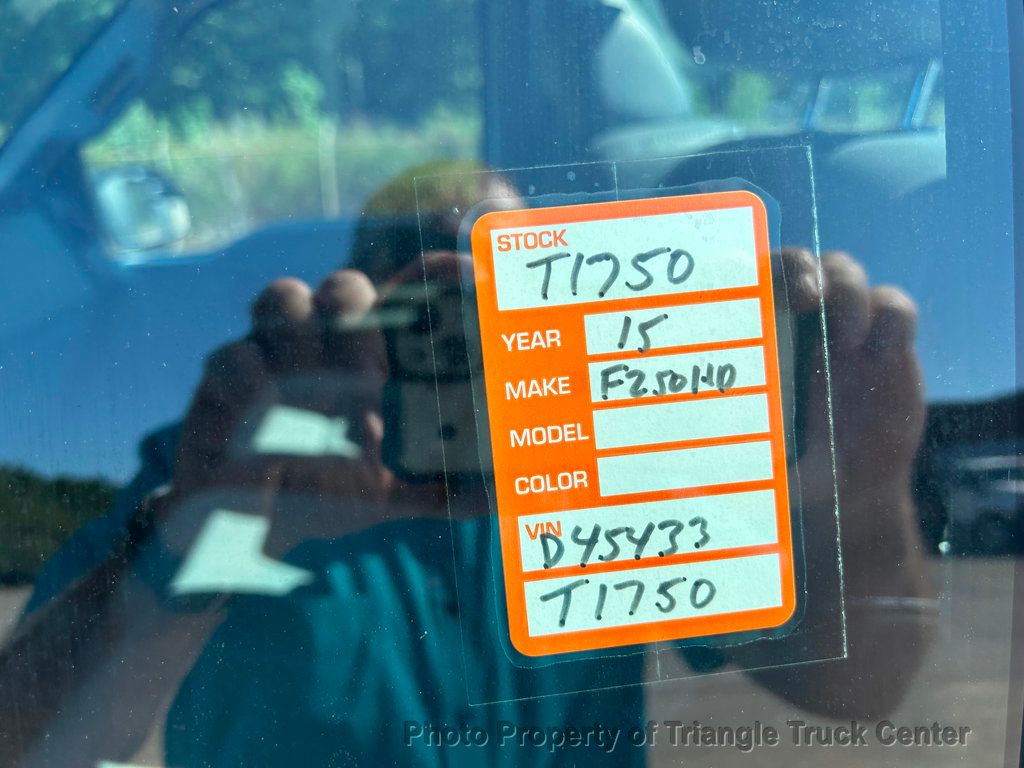 STOCK
T1750
YEAR 15
MAKE F250HD
MODEL
COLOR
VIN D45433
T1750
Photo Property of Triangle Truck Center